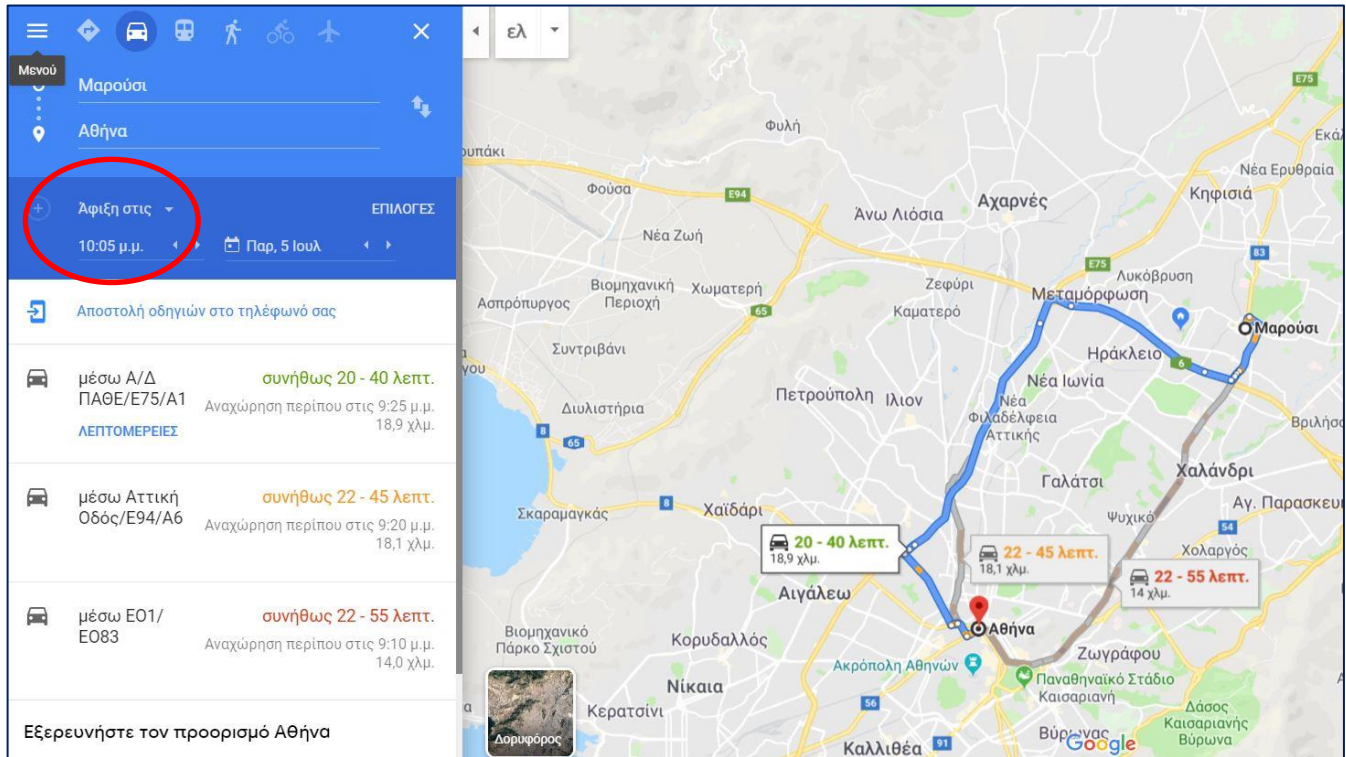 Μενού
Μαρούσι
Αθήνα
Άφιξη στις
ΕΠΙΛΟΓΕΣ
10:05 μ.μ.
Παρ, 5 Ιουλ
Αποστολή οδηγιών στο τηλέφωνό σας
μέσω Α/Δ
ΠΑΘΕ/Ε75/Α1
συνήθως 20 - 40 λεπτ.
Αναχώρηση περίπου στις 9:25 μ.μ.
18,9 χλμ.
ΛΕΠΤΟΜΕΡΕΙΕΣ
μέσω Αττική
Οδός/Ε94/Α6
συνήθως 22 - 45 λεπτ.
Αναχώρηση περίπου στις 9:20 μ.μ.
18,1 χλμ.
μέσω ΕΟ1/
ΕΟ83
συνήθως 22 - 55 λεπτ.
Αναχώρηση περίπου στις 9:10 μ.μ.
14,0 χλμ.
Εξερευνήστε τον προορισμό Αθήνα
ελ
E75
Φυλή
Νέα Ερυθραία
Φούσα
E94
Αχαρνές
Κηφισιά
Άνω Λιόσια
Νέα Ζωή
83
E75
Λυκόβρυση
Βιομηχανική
Περιοχή
Χωματερή
Ζεφύρι
Μεταμόρφωση
Ασπρόπυργος
65
Καματερό
Μαρούσι
Συντριβάνι
Ηράκλειο
6
Νέα Ιωνία
Πετρούπολη
Ιλιον
Διυλιστήρια
Νέα
Φιλαδέλφεια
Αττικής
8
65
Χαλάνδρι
Γαλάτσι
Σκαραμαγκάς
8
Χαϊδάρι
Ψυχικό
54
Χολαργός
20 - 40 λεπτ.
18,9 χλμ.
22 - 45 λεπτ.
18,1 χλμ.
22 - 55 λεπτ.
14 χλμ.
Αιγάλεω
Αθήνα
Βιομηχανικό
Πάρκο Σχιστού
Κορυδαλλός
Ζωγράφου
Ακρόπολη Αθηνών
Παναθηναϊκό Στάδιο
Καισαριανή
Νίκαια
56
Κερατσίνι
Δάσος
Καισαριανής
Βύρωνα
Δορυφόρος
Καλλιθέα
91
Google